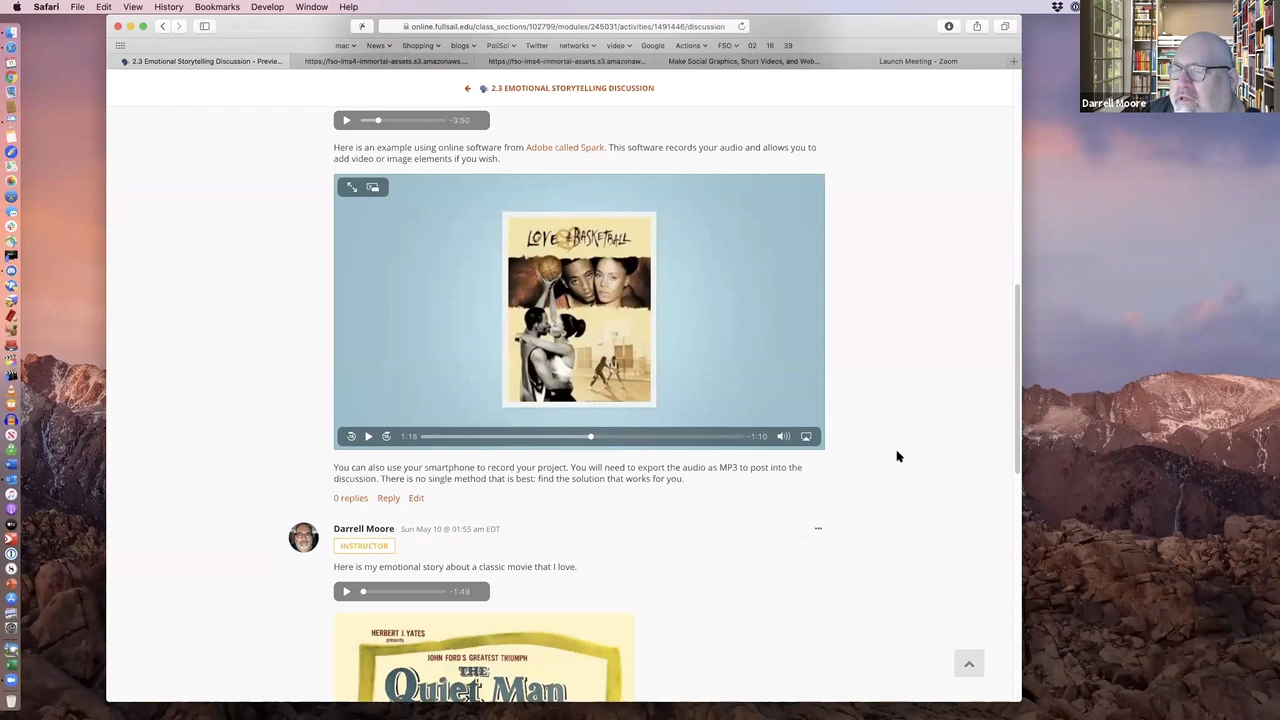 Safari File Edit View History Bookmarks Develop Window Help
online.fullsail.edu/class_sections/102799/modules/245031/activities/1491446/discussion
mac News Shopping blogs PoliSci Twitter networks video Google Actions FSO 02 16 39
2.3 Emotional Storytelling Discussion - Previe... https://fso-lms4-immortal-assets.s3.amazonaws.... https://fso-lms4-immortal-assets.s3.amazonaw... Make Social Graphics, Short Videos, and Web... Launch Meeting - Zoom
2.3 EMOTIONAL STORYTELLING DISCUSSION
Darrell Moore
-3:50
Here is an example using online software from Adobe called Spark. This software records your audio and allows you to
add video or image elements if you wish.
LOVE & BASKETBALL
1:16 -1:10
You can also use your smartphone to record your project. You will need to export the audio as MP3 to post into the
discussion. There is no single method that is best: find the solution that works for you.
0 replies Reply Edit
Darrell Moore Sun May 10 @ 01:55 am EDT
INSTRUCTOR
Here is my emotional story about a classic movie that I love.
-1:49
HERBERT J. YATES
presents
JOHN FORD'S GREATEST TRIUMPH
THE
Quiet Man